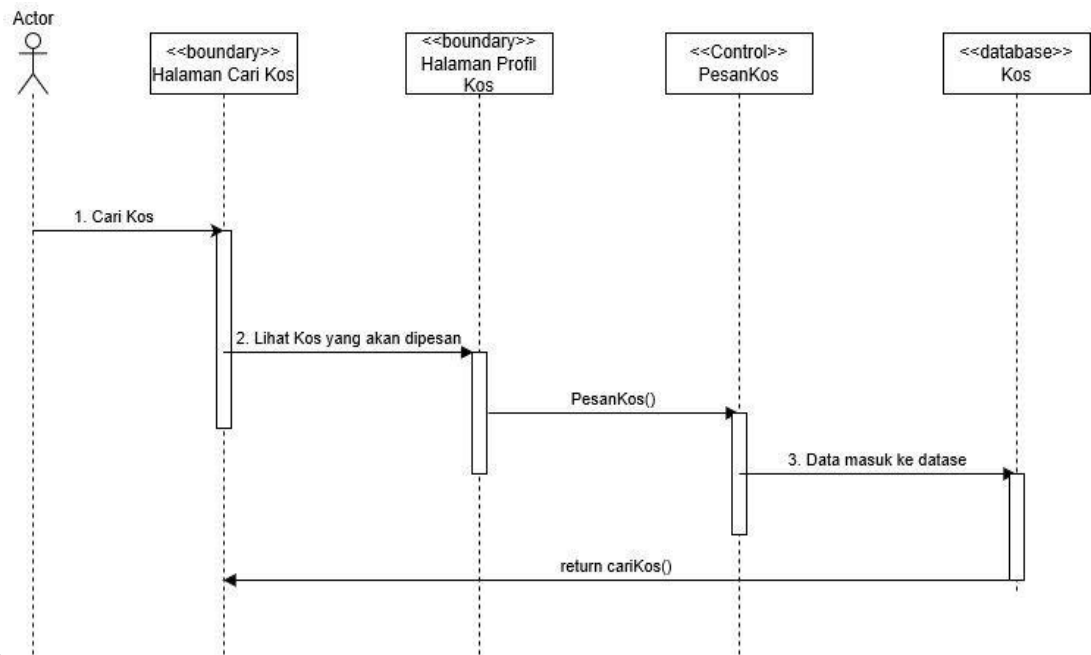 Actor
<<boundary>>
Halaman Cari Kos
<<boundary>>
Halaman Profil
Kos
<<Control>>
PesanKos
<<database>>
Kos
1. Cari Kos
2. Lihat Kos yang akan dipesan
PesanKos()
3. Data masuk ke datase
return cariKos()